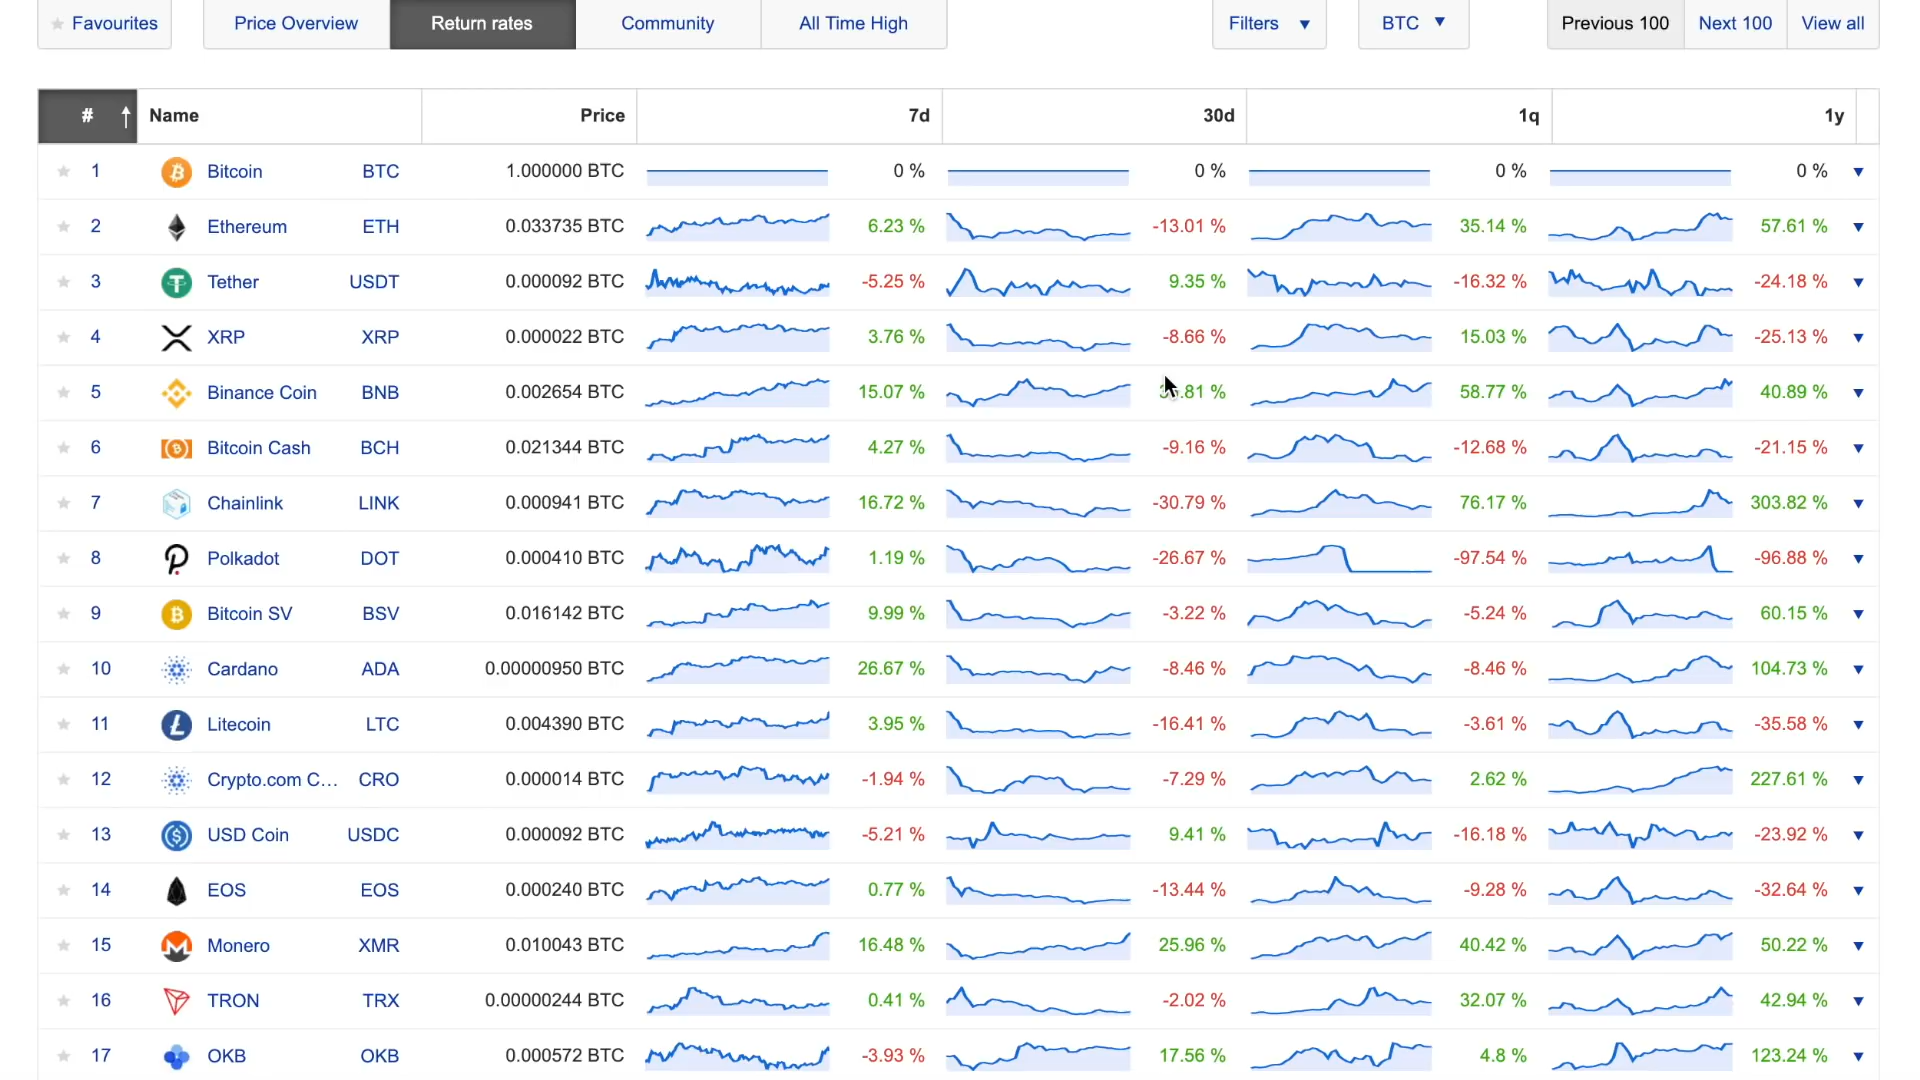 Favourites Price Overview Return rates Community All Time High Filters ▼ BTC ▼ Previous 100 Next 100 View all
# ↑ Name Price 7d 30d 1q 1y
1 Bitcoin BTC 1.000000 BTC 0 % 0 % 0 % 0 %
2 Ethereum ETH 0.033735 BTC 6.23 % -13.01 % 35.14 % 57.61 %
3 Tether USDT 0.000092 BTC -5.25 % 9.35 % -16.32 % -24.18 %
4 XRP XRP 0.000022 BTC 3.76 % -8.66 % 15.03 % -25.13 %
5 Binance Coin BNB 0.002654 BTC 15.07 % .81 % 58.77 % 40.89 %
6 Bitcoin Cash BCH 0.021344 BTC 4.27 % -9.16 % -12.68 % -21.15 %
7 Chainlink LINK 0.000941 BTC 16.72 % -30.79 % 76.17 % 303.82 %
8 Polkadot DOT 0.000410 BTC 1.19 % -26.67 % -97.54 % -96.88 %
9 Bitcoin SV BSV 0.016142 BTC 9.99 % -3.22 % -5.24 % 60.15 %
10 Cardano ADA 0.00000950 BTC 26.67 % -8.46 % -8.46 % 104.73 %
11 Litecoin LTC 0.004390 BTC 3.95 % -16.41 % -3.61 % -35.58 %
12 Crypto.com C... CRO 0.000014 BTC -1.94 % -7.29 % 2.62 % 227.61 %
13 USD Coin USDC 0.000092 BTC -5.21 % 9.41 % -16.18 % -23.92 %
14 EOS EOS 0.000240 BTC 0.77 % -13.44 % -9.28 % -32.64 %
15 Monero XMR 0.010043 BTC 16.48 % 25.96 % 40.42 % 50.22 %
16 TRON TRX 0.00000244 BTC 0.41 % -2.02 % 32.07 % 42.94 %
17 OKB OKB 0.000572 BTC -3.93 % 17.56 % 4.8 % 123.24 %